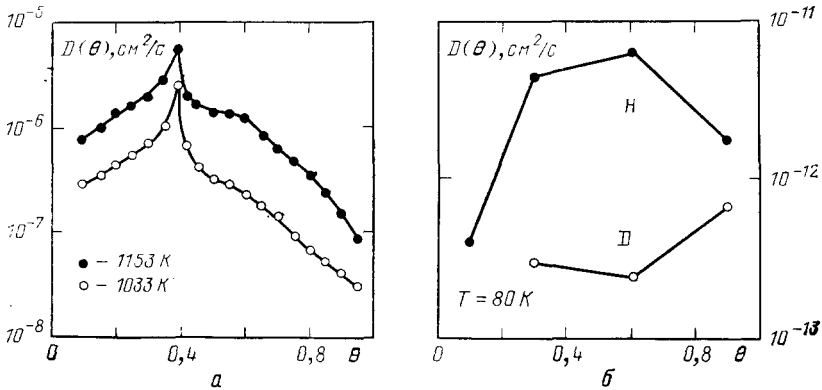 10⁻⁵
D(θ), см²/с
10⁻⁶
10⁻⁷
● – 1153 К
○ – 1033 К
10⁻⁸
0 0,4 0,8 θ
а
D(θ), см²/с
10⁻¹¹
H
10⁻¹²
D
T = 80 К
10⁻¹³
0 0,4 0,8 θ
б